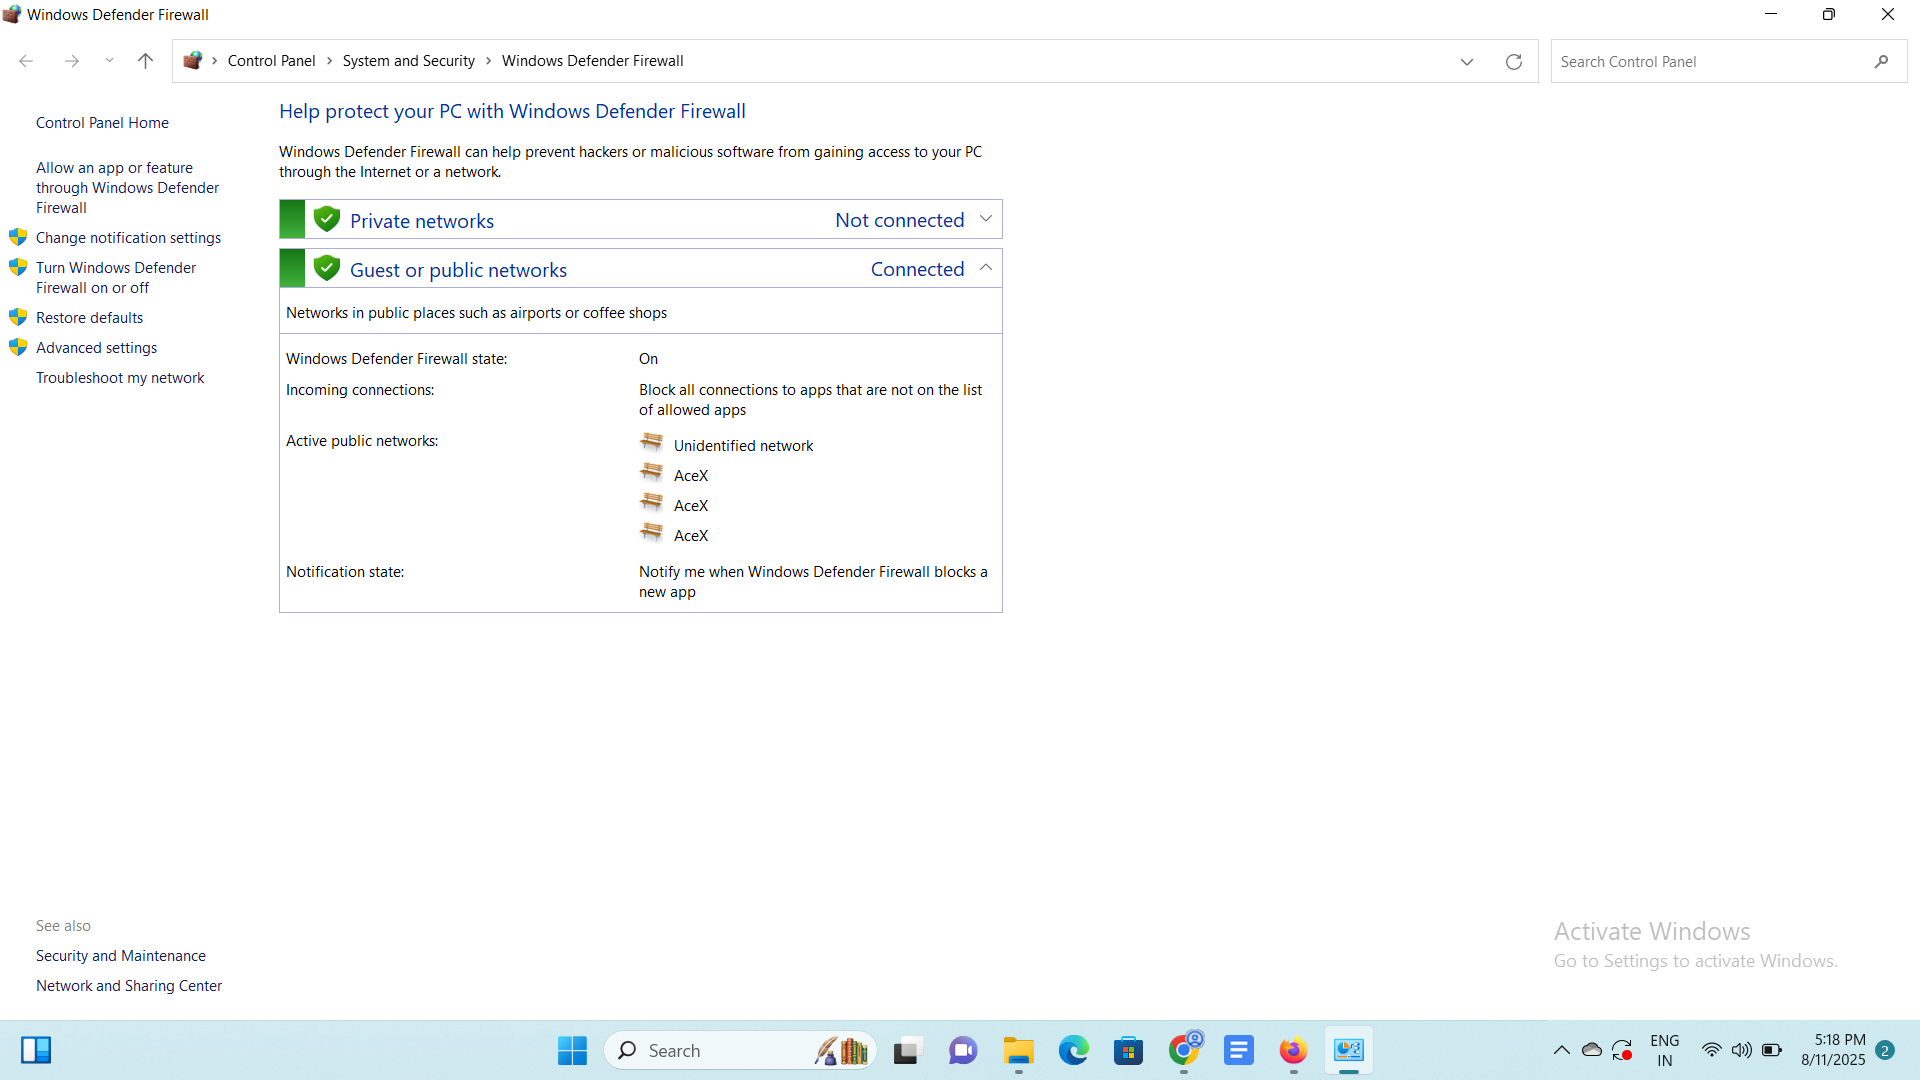 Windows Defender Firewall
Control Panel
System and Security
Windows Defender Firewall
Search Control Panel
Control Panel Home
Allow an app or feature
through Windows Defender
Firewall
Change notification settings
Turn Windows Defender
Firewall on or off
Restore defaults
Advanced settings
Troubleshoot my network
Help protect your PC with Windows Defender Firewall
Windows Defender Firewall can help prevent hackers or malicious software from gaining access to your PC
through the Internet or a network.
Private networks
Not connected
Guest or public networks
Connected
Networks in public places such as airports or coffee shops
Windows Defender Firewall state:
On
Incoming connections:
Block all connections to apps that are not on the list
of allowed apps
Active public networks:
Unidentified network
AceX
AceX
AceX
Notification state:
Notify me when Windows Defender Firewall blocks a
new app
See also
Security and Maintenance
Network and Sharing Center
Activate Windows
Go to Settings to activate Windows.
Search
ENG
IN
5:18 PM
8/11/2025
2